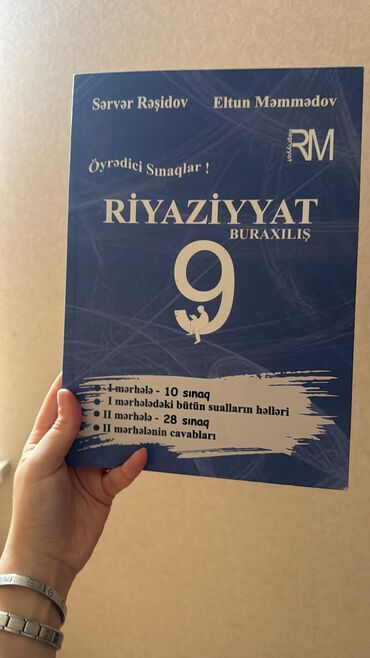 Sərvər Rəşidov Eltun Məmmədov
RM
nəşriyyat
Öyrədici Sınaqlar !
RİYAZİYYAT
BURAXILIŞ
9
I mərhələ - 10 sınaq
I mərhələdəki bütün sualların həlləri
II mərhələ - 28 sınaq
II mərhələnin cavabları